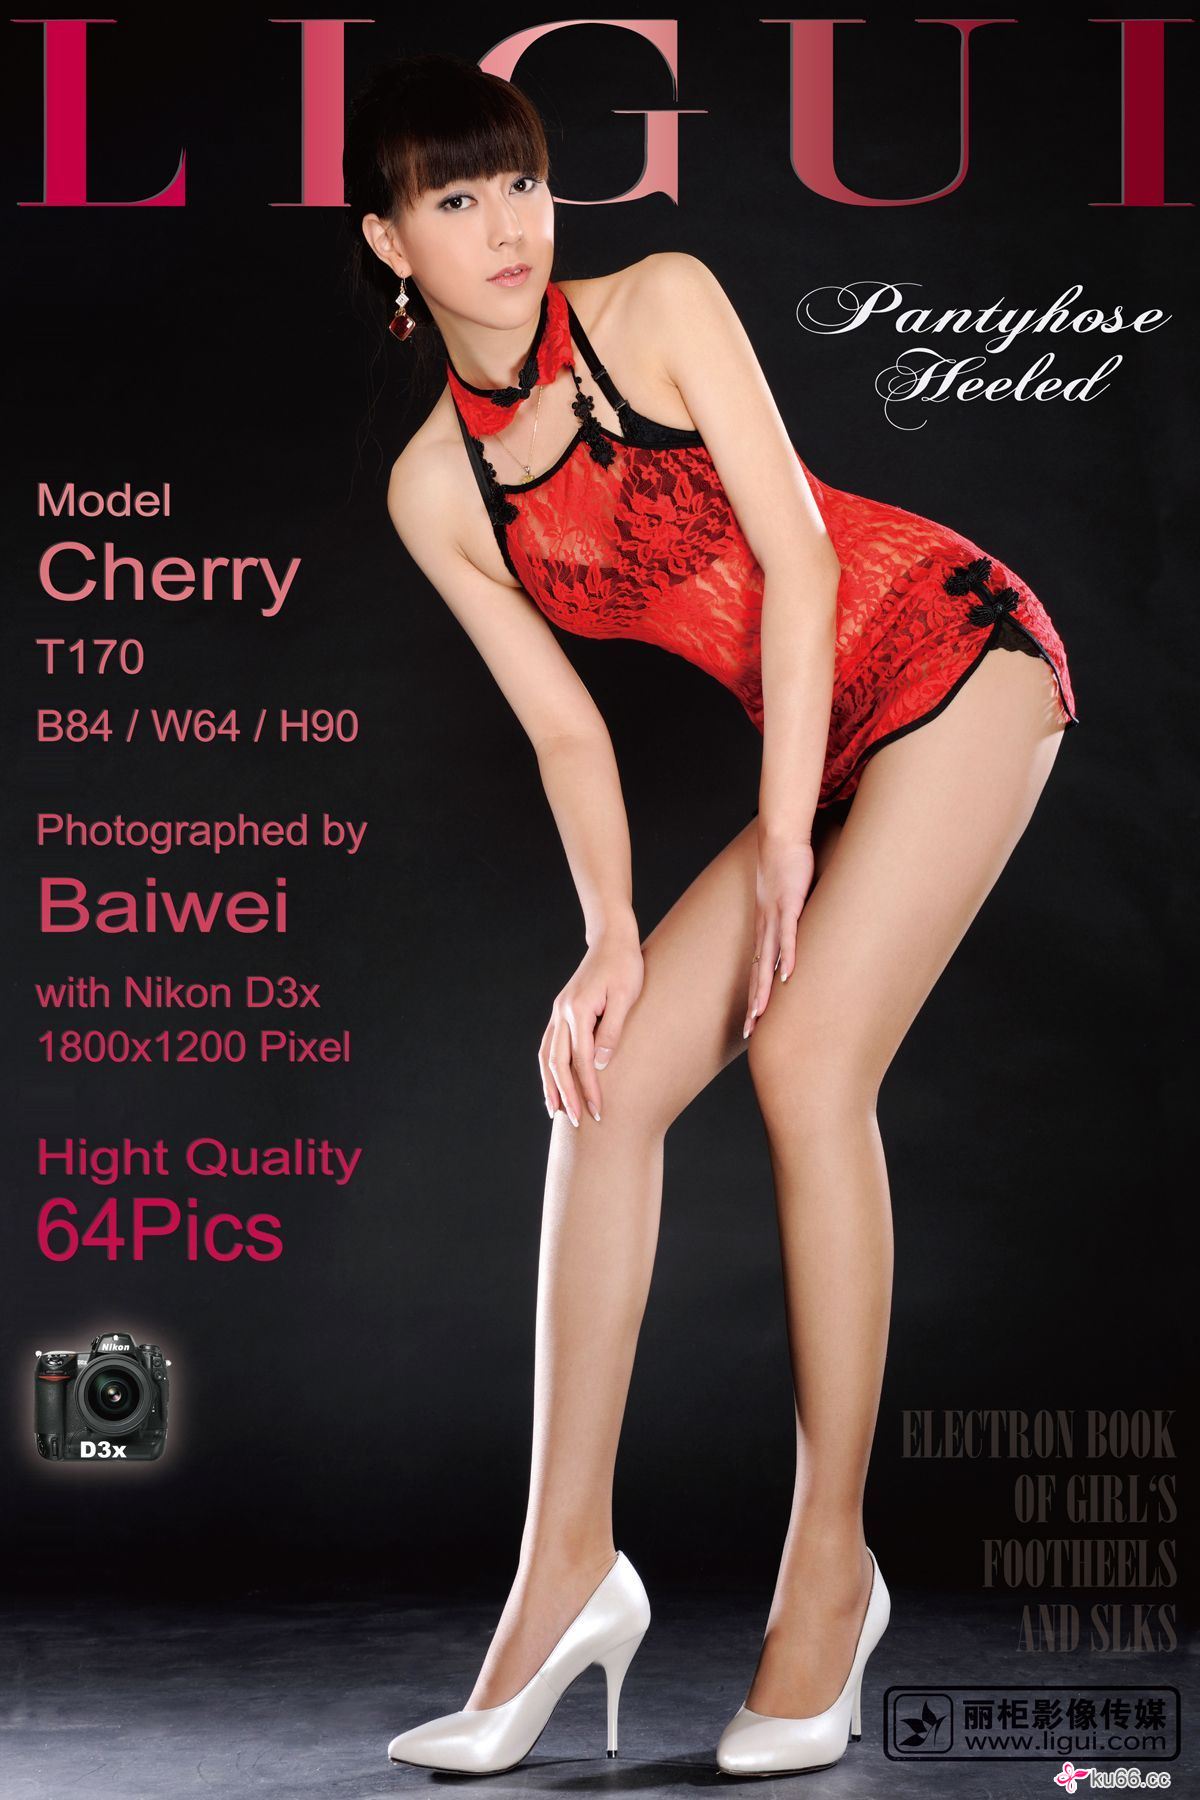 LIGUI
Pantyhose
Heeled
Model
Cherry
T170
B84 / W64 / H90
Photographed by
Baiwei
with Nikon D3x
1800x1200 Pixel
Hight Quality
64Pics
Nikon
D3x
ELECTRON BOOK
OF GIRL'S
FOOTHEELS
AND SLKS
丽柜影像传媒
www.ligui.com
ku66.cc